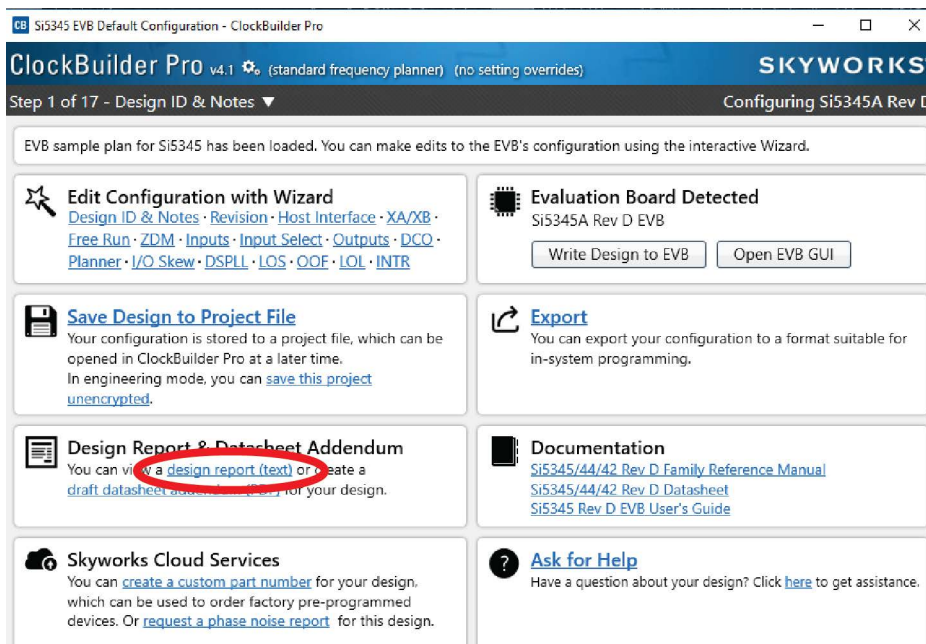 CB Si5345 EVB Default Configuration - ClockBuilder Pro
ClockBuilder Pro v4.1 (standard frequency planner) (no setting overrides) SKYWORKS
Step 1 of 17 - Design ID & Notes ▼ Configuring Si5345A Rev D
EVB sample plan for Si5345 has been loaded. You can make edits to the EVB's configuration using the interactive Wizard.
Edit Configuration with Wizard
Design ID & Notes · Revision · Host Interface · XA/XB ·
Free Run · ZDM · Inputs · Input Select · Outputs · DCO ·
Planner · I/O Skew · DSPLL · LOS · OOF · LOL · INTR
Evaluation Board Detected
Si5345A Rev D EVB
Write Design to EVB Open EVB GUI
Save Design to Project File
Your configuration is stored to a project file, which can be
opened in ClockBuilder Pro at a later time.
In engineering mode, you can save this project
unencrypted.
Export
You can export your configuration to a format suitable for
in-system programming.
Design Report & Datasheet Addendum
You can view a design report (text) or create a
draft datasheet addendum (PDF) for your design.
Documentation
Si5345/44/42 Rev D Family Reference Manual
Si5345/44/42 Rev D Datasheet
Si5345 Rev D EVB User's Guide
Skyworks Cloud Services
You can create a custom part number for your design,
which can be used to order factory pre-programmed
devices. Or request a phase noise report for this design.
? Ask for Help
Have a question about your design? Click here to get assistance.